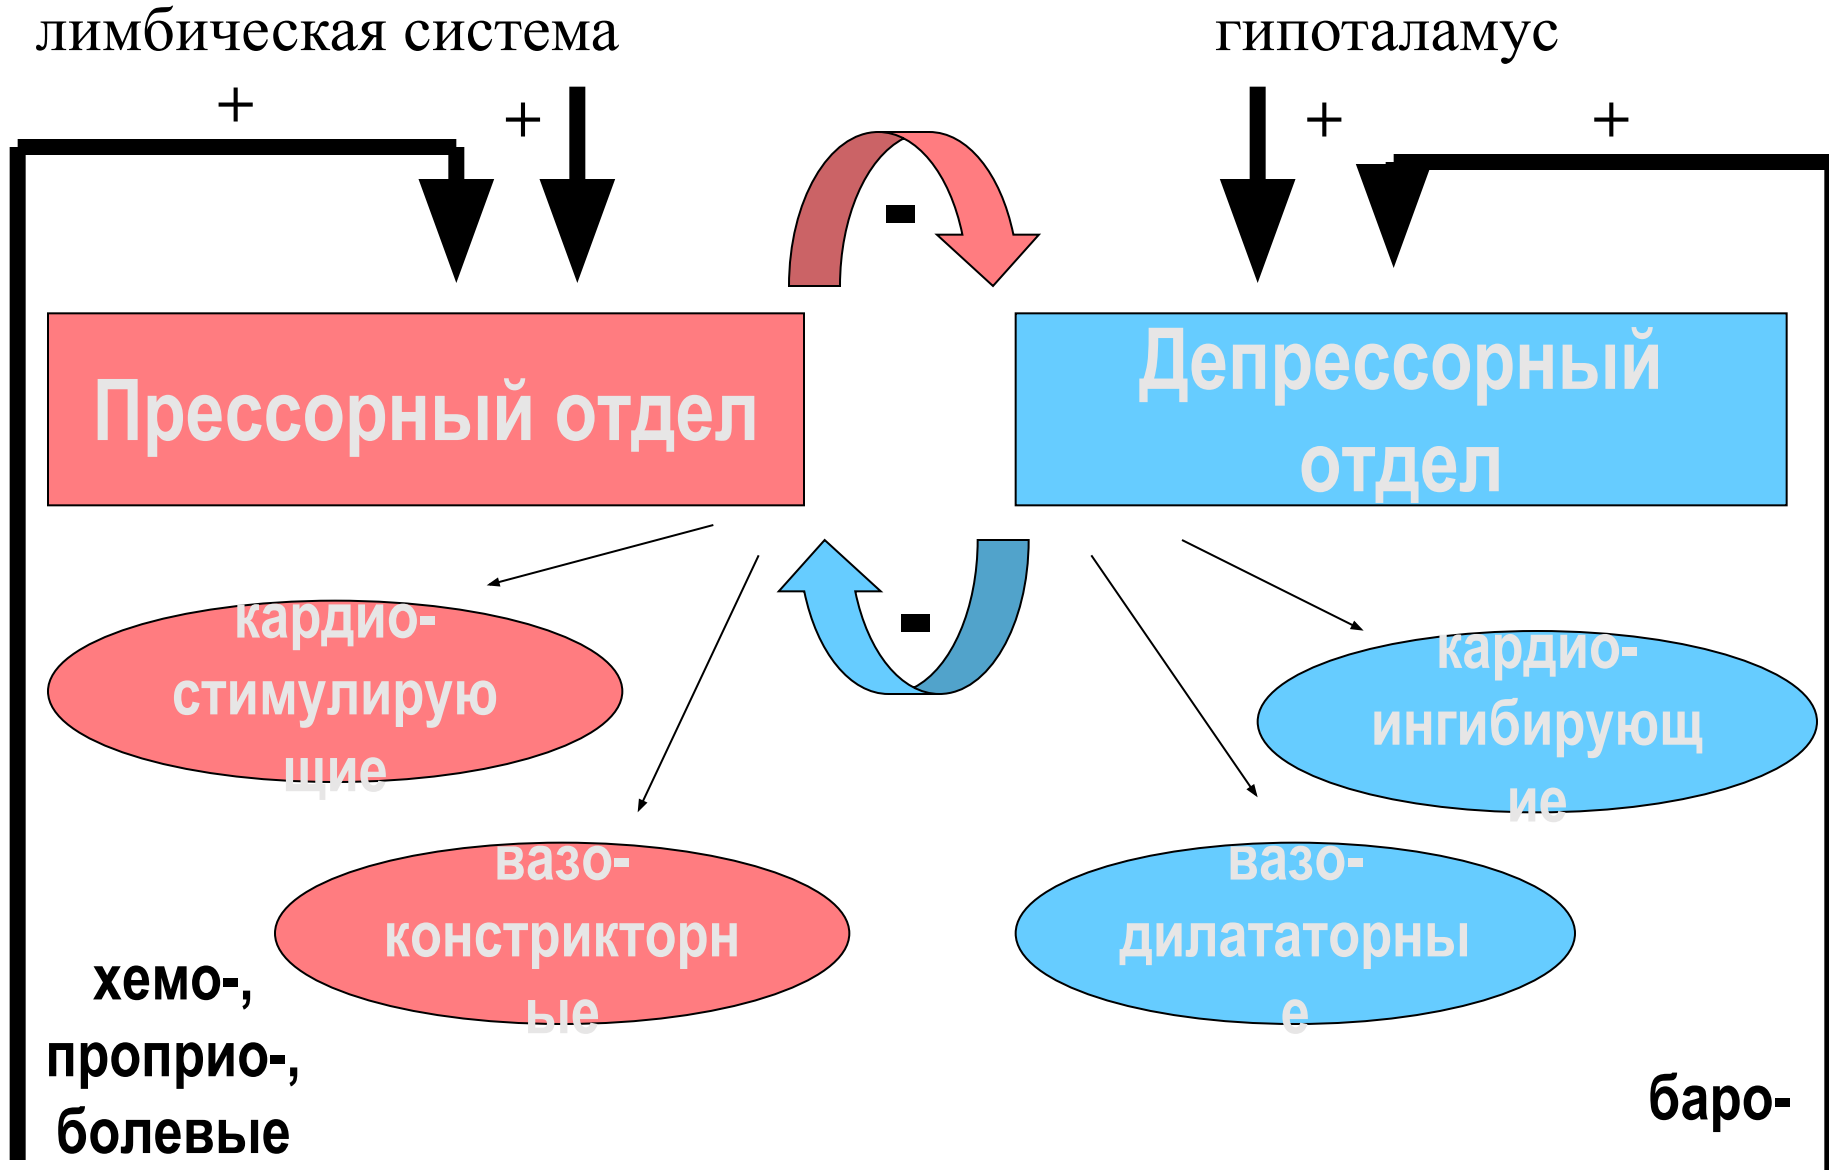 лимбическая система
гипоталамус
+
+
+
+
-
Прессорный отдел
Депрессорный
отдел
-
кардио-
стимулирую
щие
кардио-
ингибирующ
ие
вазо-
констрикторн
ые
вазо-
дилататорны
е
хемо-,
проприо-,
болевые
баро-